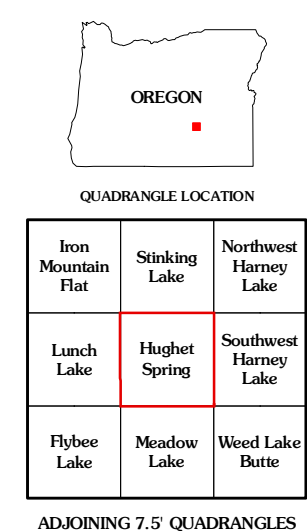 OREGON
QUADRANGLE LOCATION
Iron
Mountain
Flat
Stinking
Lake
Northwest
Harney
Lake
Lunch
Lake
Hughet
Spring
Southwest
Harney
Lake
Flybee
Lake
Meadow
Lake
Weed Lake
Butte
ADJOINING 7.5' QUADRANGLES